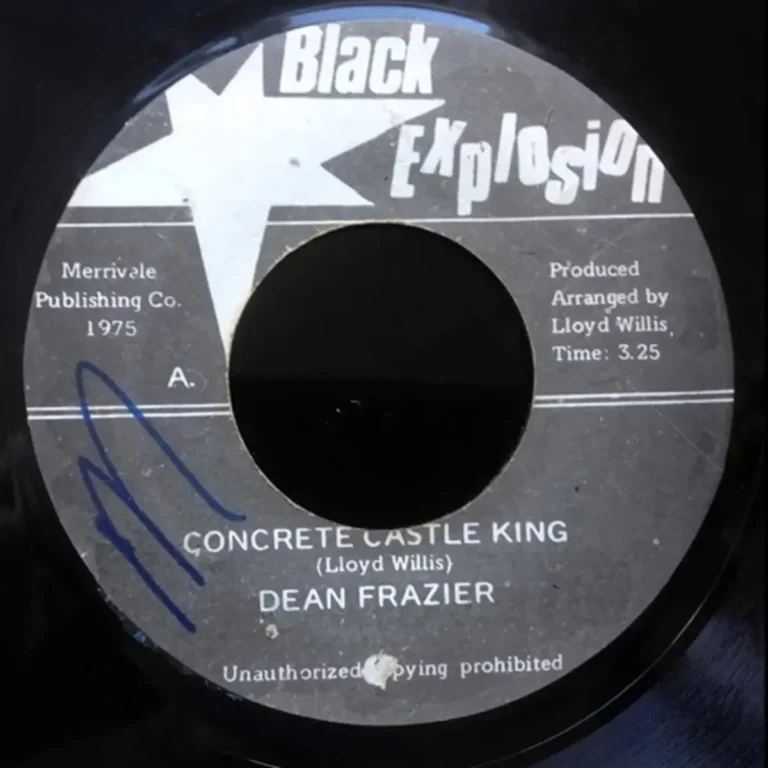 Black
Explosion
Merrivale
Publishing Co.
1975
A.
Produced
Arranged by
Lloyd Willis,
Time: 3.25
CONCRETE CASTLE KING
(Lloyd Willis)
DEAN FRAZIER
Unauthorized prohibited